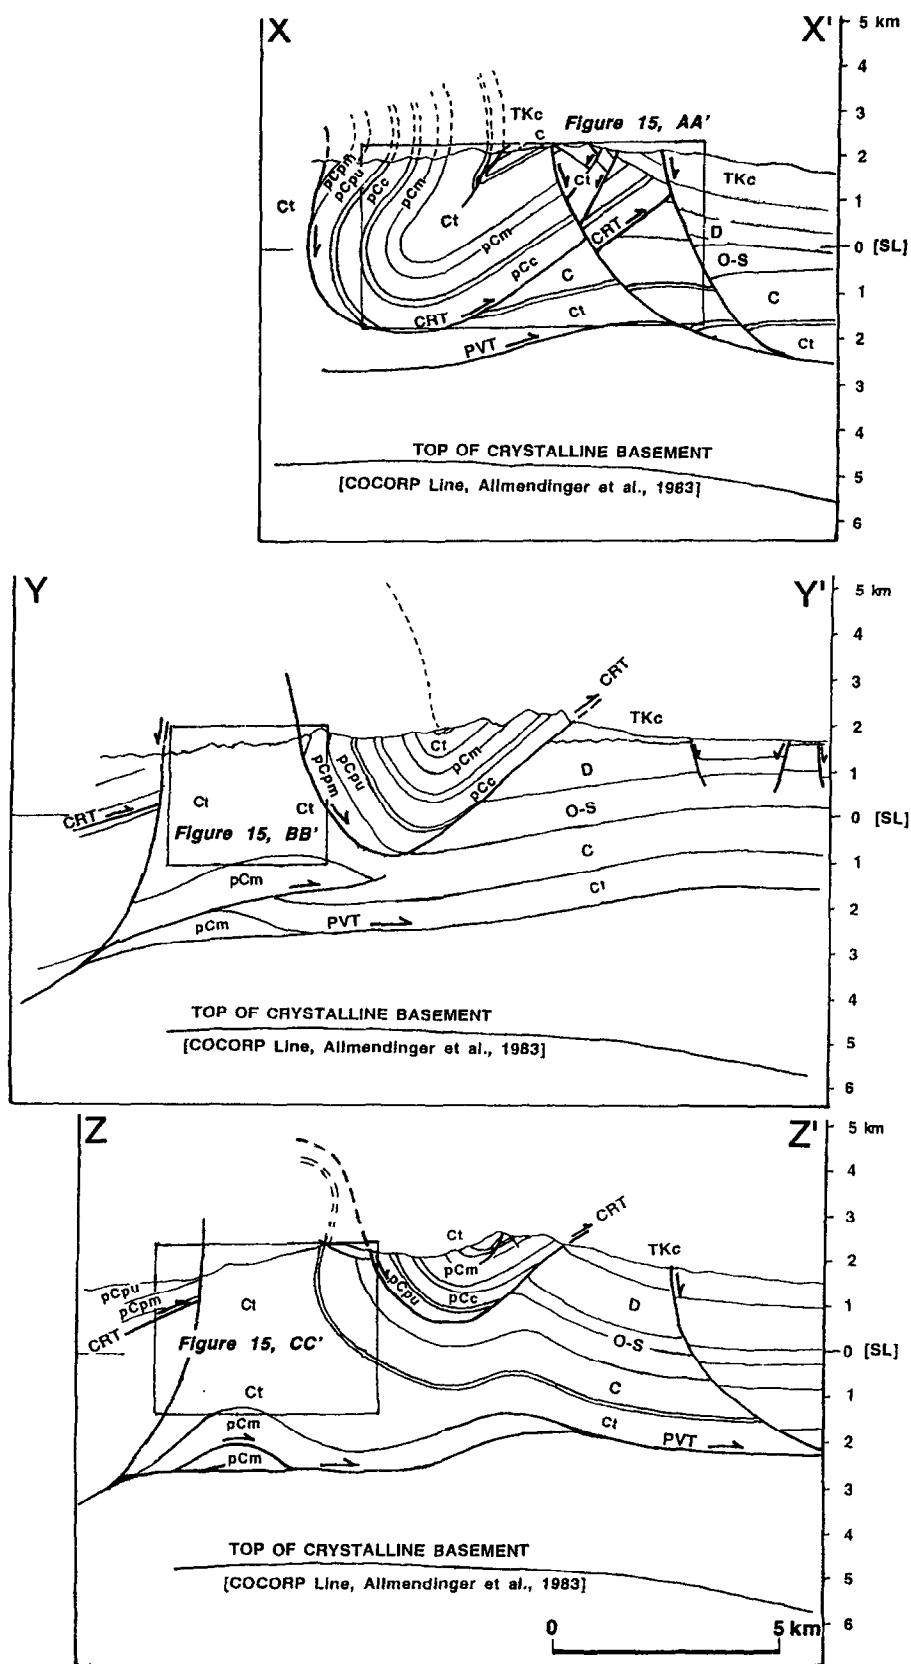 X
X'
5 km
4
3
TKc
C
Figure 15, AA'
2
pCpm
pCpu
pCc
pCm
Ct
TKc
1
Ct
Ct
pCm
CRT
D
0 [SL]
pCc
O-S
C
C
1
CRT
Ct
PVT
2
Ct
3
4
TOP OF CRYSTALLINE BASEMENT
5
[COCORP Line, Allmendinger et al., 1983]
6
Y
Y'
5 km
4
3
CRT
TKc
2
Ct
pCm
pCpu
pCpm
pCc
D
1
Ct
Ct
CRT
O-S
0 [SL]
Figure 15, BB'
C
1
pCm
Ct
pCm
PVT
2
3
TOP OF CRYSTALLINE BASEMENT
4
[COCORP Line, Allmendinger et al., 1983]
5
6
Z
Z'
5 km
4
3
CRT
Ct
TKc
2
pCm
pCpu
pCpm
pCpu
pCc
D
1
Ct
CRT
Figure 15, CC'
O-S
0 [SL]
C
1
Ct
pCm
Ct
PVT
2
pCm
3
4
TOP OF CRYSTALLINE BASEMENT
5
[COCORP Line, Allmendinger et al., 1983]
0
5 km
6